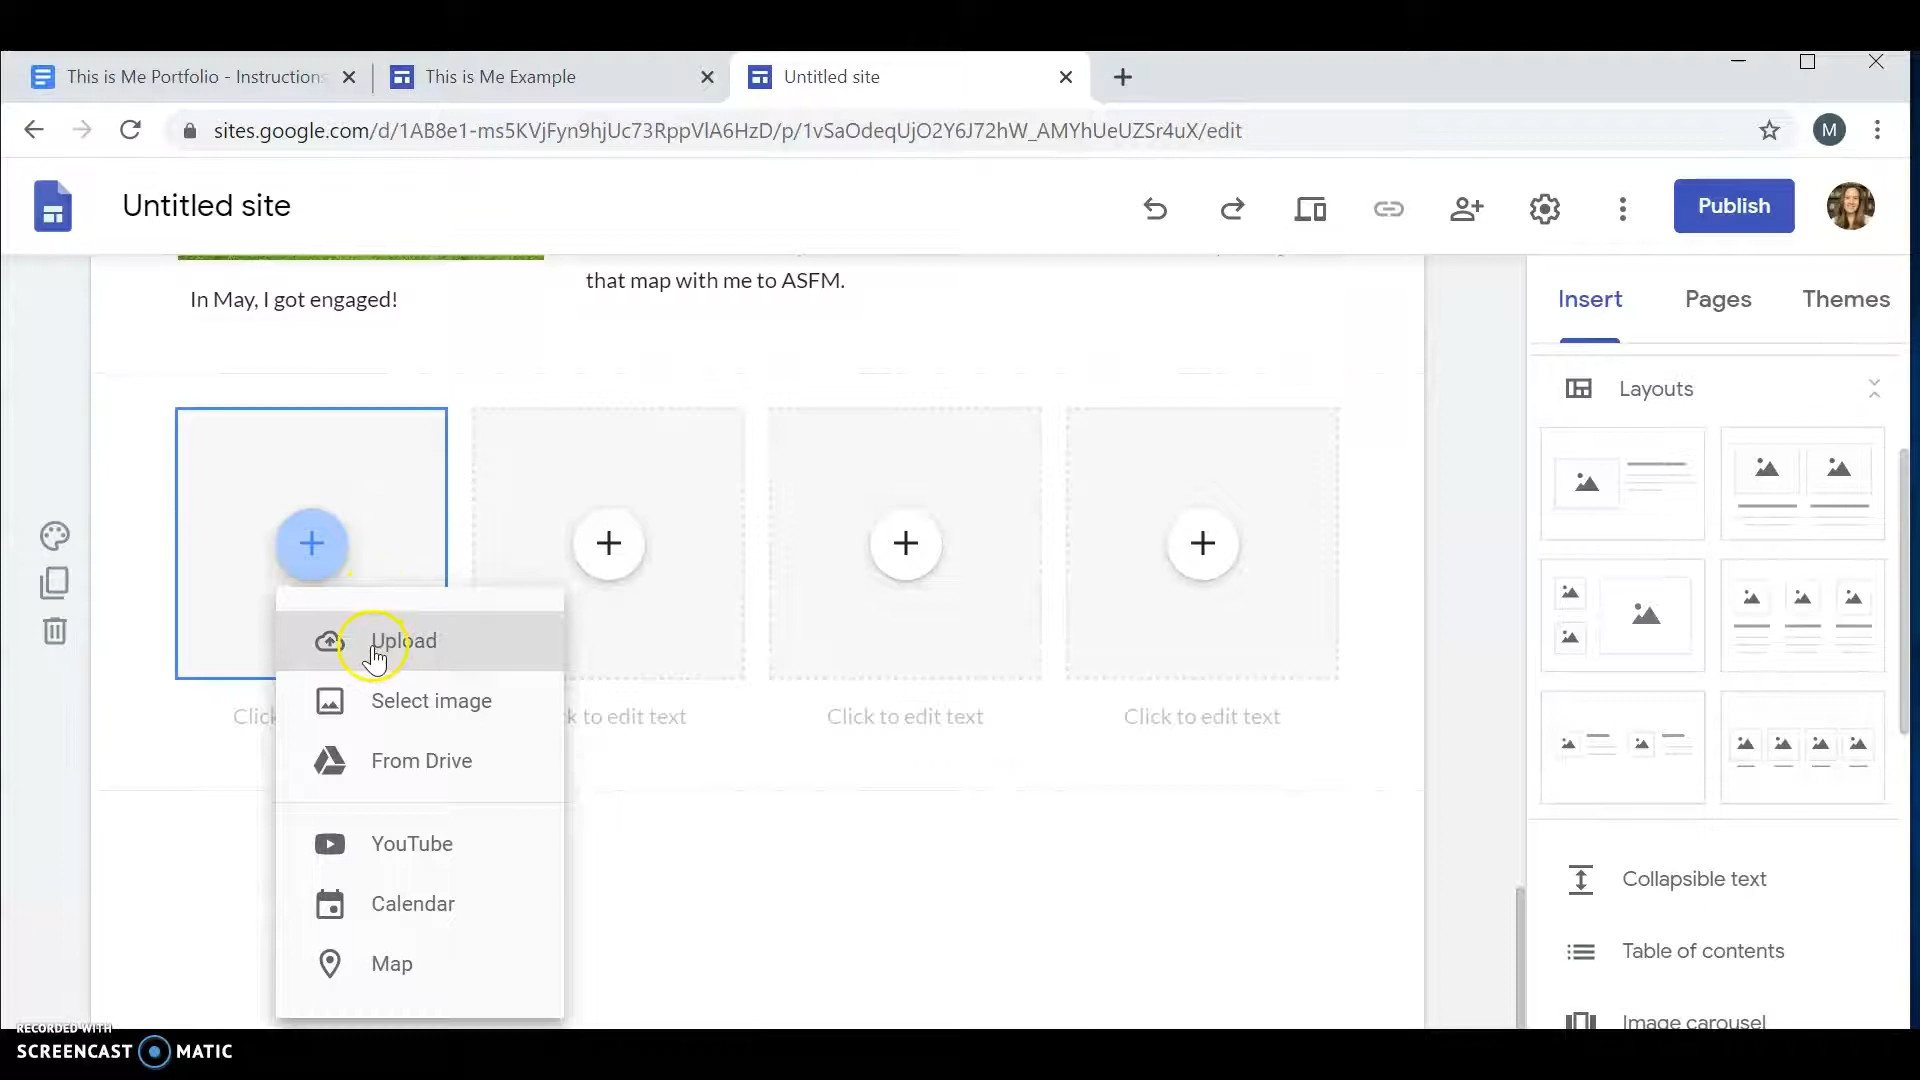 This is Me Portfolio - Instructions
This is Me Example
Untitled site
sites.google.com/d/1AB8e1-ms5KVjFyn9hjUc73RppVlA6HzD/p/1vSaOdeqUjO2Y6J72hW_AMYhUeUZSr4uX/edit
M
Untitled site
Publish
that map with me to ASFM.
In May, I got engaged!
Insert
Pages
Themes
Layouts
Upload
Select image
From Drive
YouTube
Calendar
Map
Click
k to edit text
Click to edit text
Click to edit text
Collapsible text
Table of contents
Image carousel
RECORDED WITH
SCREENCAST MATIC